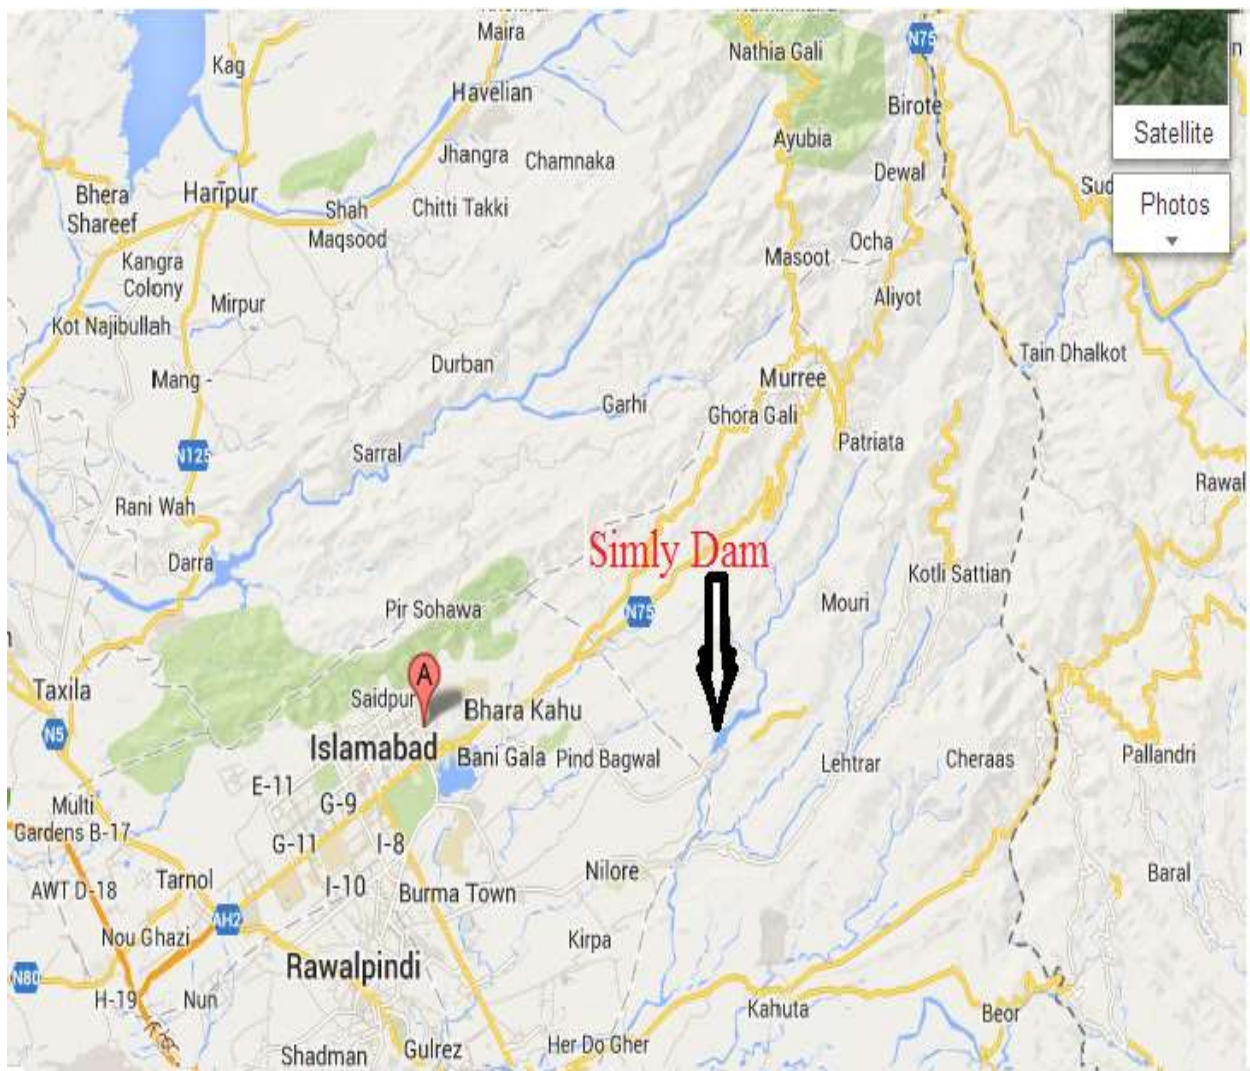 Maira
Kag
Nathia Gali
N75
Havelian
Birote
Satellite
Jhangra
Chamnaka
Ayubia
Dewal
Bhera
Shareef
Haripur
Shah
Maqsood
Chitti Takki
Sud
Photos
Kangra
Colony
Masoot
Ocha
Mirpur
Aliyot
Kot Najibullah
Durban
Tain Dhalkot
Mang -
Murree
Garhi
Ghora Gali
Patriata
N125
Sarral
Rawal
Rani Wah
Simly Dam
Darra
Kotli Sattian
Pir Sohawa
N75
Mouri
A
Taxila
Saidpur
Bhara Kahu
N5
Islamabad
Bani Gala
Pind Bagwal
Lehtrar
Cheraas
Pallandri
E-11
G-9
Multi
Gardens B-17
G-11
I-8
Nilore
Baral
AWT D-18
Tarnol
I-10
Burma Town
AH2
Nou Ghazi
Kirpa
N80
Rawalpindi
H-19
Nun
Kahuta
Beor
Shadman
Gulrez
Her Do Gher